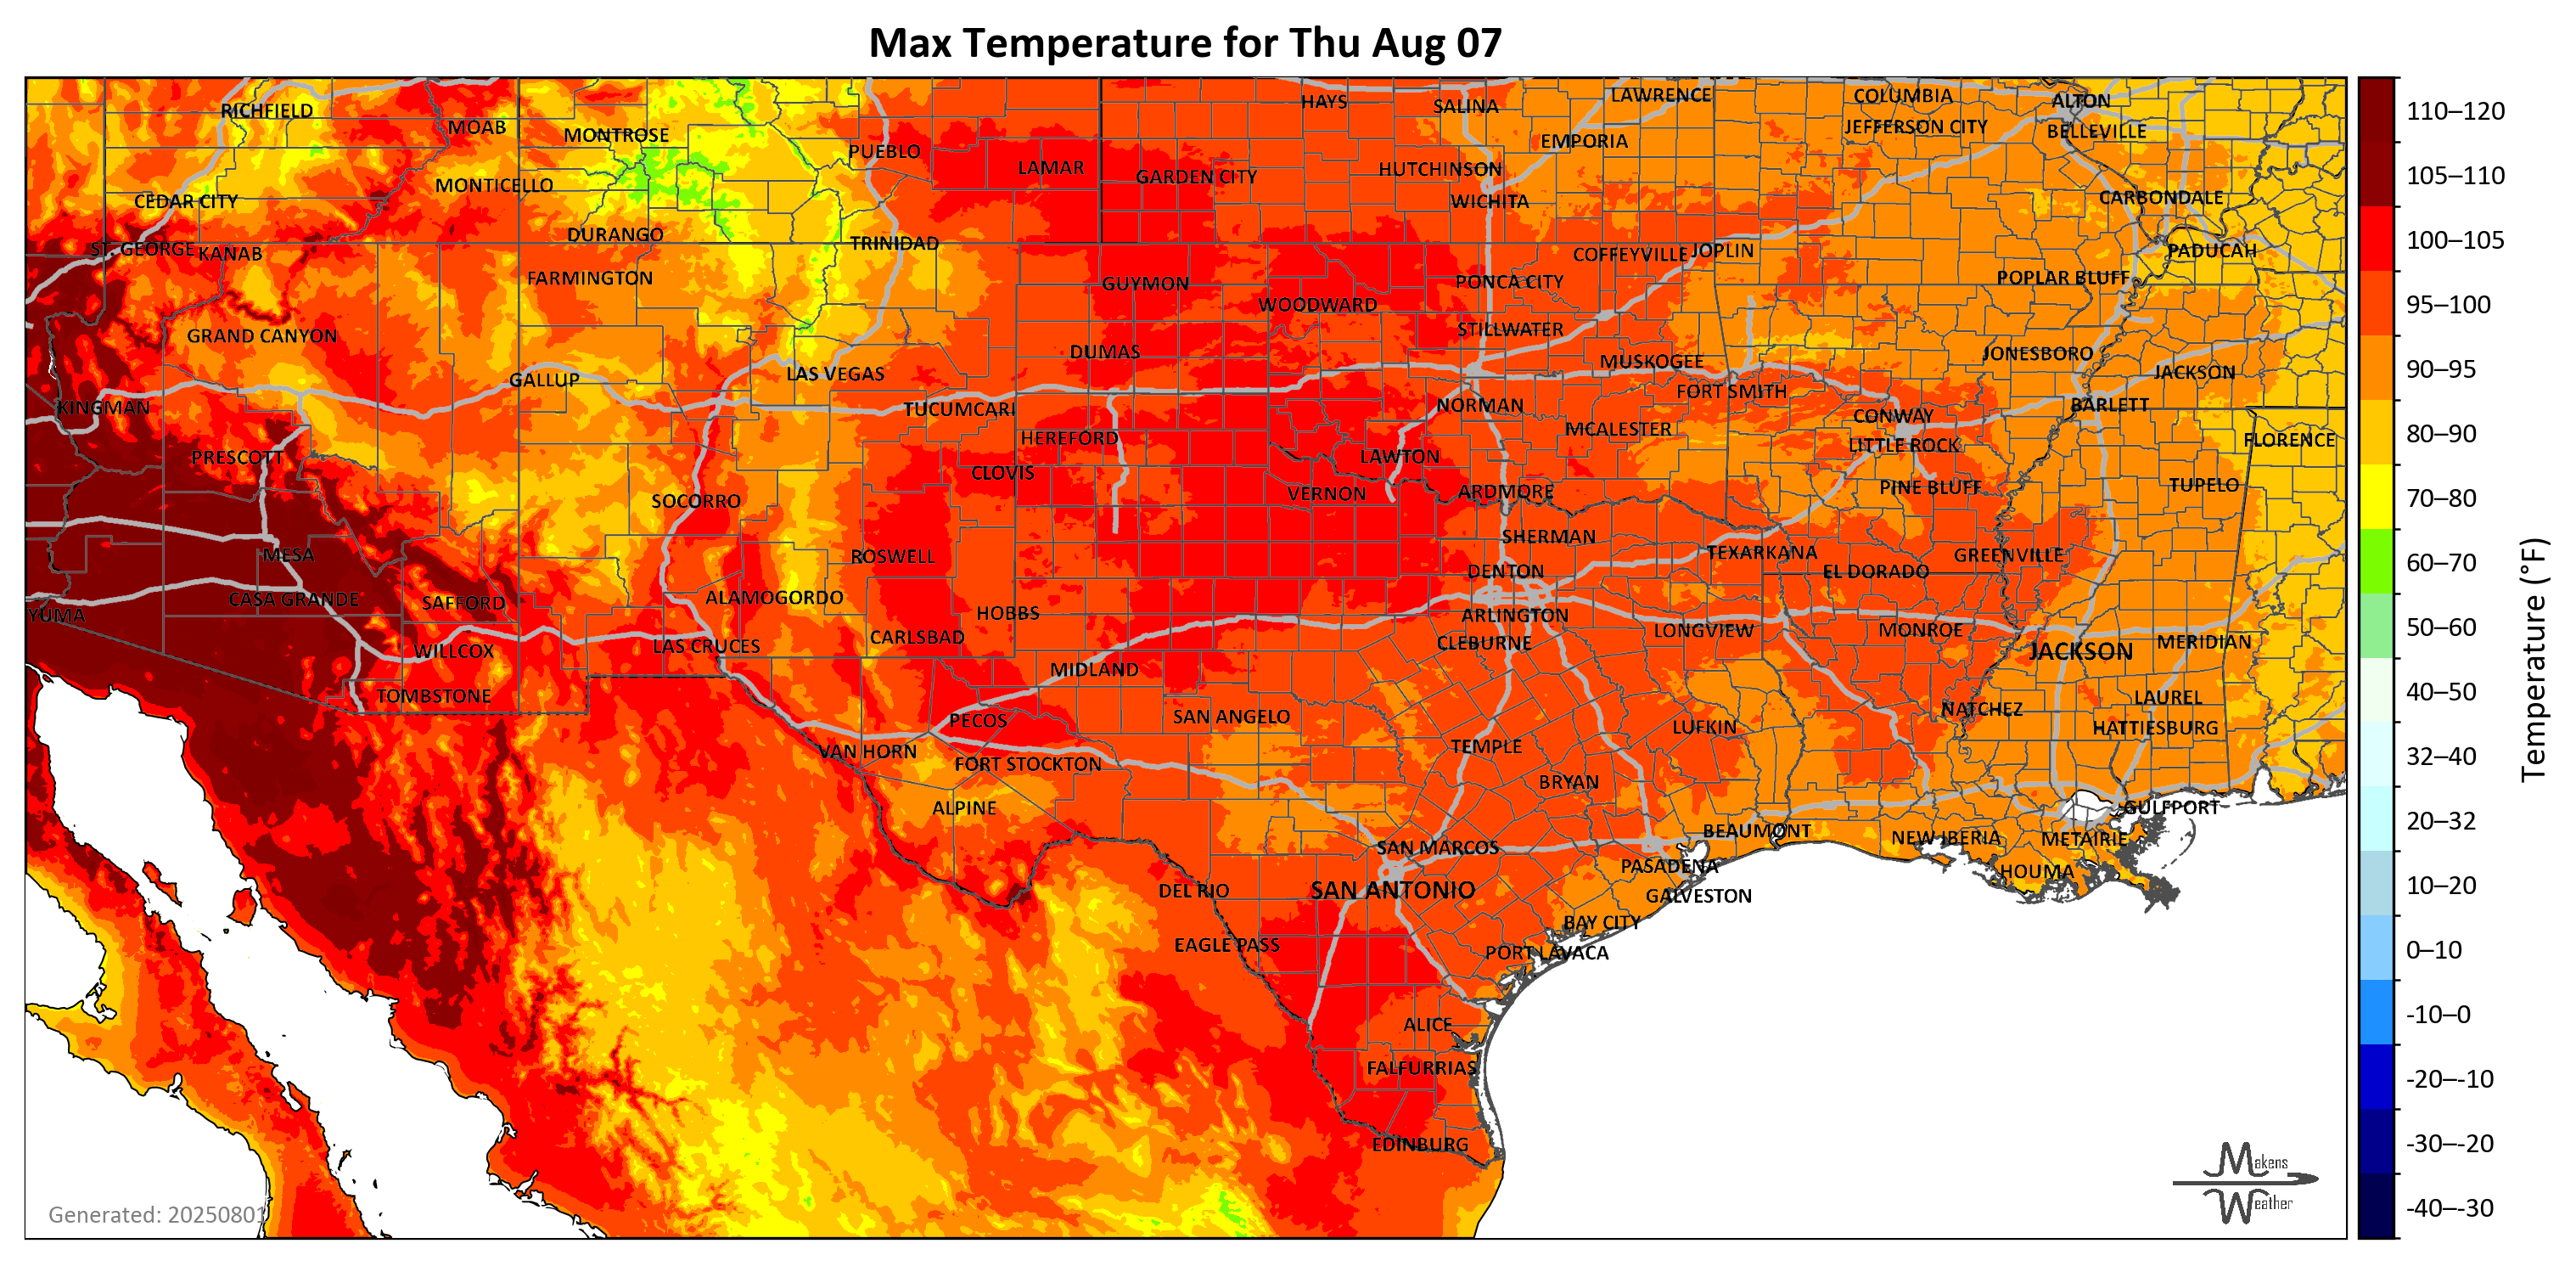 Max Temperature for Thu Aug 07
RICHFIELD
MOAB
MONTROSE
PUEBLO
LAMAR
HAYS
SALINA
LAWRENCE
COLUMBIA
ALTON
GARDEN CITY
HUTCHINSON
EMPORIA
JEFFERSON CITY
BELLEVILLE
CEDAR CITY
MONTICELLO
WICHITA
CARBONDALE
ST. GEORGE
KANAB
DURANGO
TRINIDAD
COFFEYVILLE
JOPLIN
PADUCAH
FARMINGTON
GUYMON
WOODWARD
PONCA CITY
POPLAR BLUFF
GRAND CANYON
DUMAS
STILLWATER
MUSKOGEE
JONESBORO
JACKSON
GALLUP
LAS VEGAS
FORT SMITH
KINGMAN
TUCUMCARI
NORMAN
CONWAY
BARLETT
HEREFORD
MCALESTER
LITTLE ROCK
FLORENCE
PRESCOTT
CLOVIS
LAWTON
SOCORRO
VERNON
ARDMORE
PINE BLUFF
TUPELO
MESA
ROSWELL
SHERMAN
TEXARKANA
GREENVILLE
CASA GRANDE
SAFFORD
ALAMOGORDO
DENTON
EL DORADO
YUMA
HOBBS
ARLINGTON
WILLCOX
LAS CRUCES
CARLSBAD
CLEBURNE
LONGVIEW
MONROE
JACKSON
MERIDIAN
TOMBSTONE
MIDLAND
LAUREL
PECOS
SAN ANGELO
LUFKIN
NATCHEZ
HATTIESBURG
VAN HORN
FORT STOCKTON
TEMPLE
ALPINE
BRYAN
GULFPORT
SAN MARCOS
BEAUMONT
NEW IBERIA
METAIRIE
DEL RIO
SAN ANTONIO
PASADENA
HOUMA
GALVESTON
EAGLE PASS
BAY CITY
PORT LAVACA
ALICE
FALFURRIAS
EDINBURG
Generated: 20250801
Makens
Weather
110–120
105–110
100–105
95–100
90–95
80–90
70–80
60–70
50–60
40–50
32–40
20–32
10–20
0–10
-10–0
-20–-10
-30–-20
-40–-30
Temperature (°F)